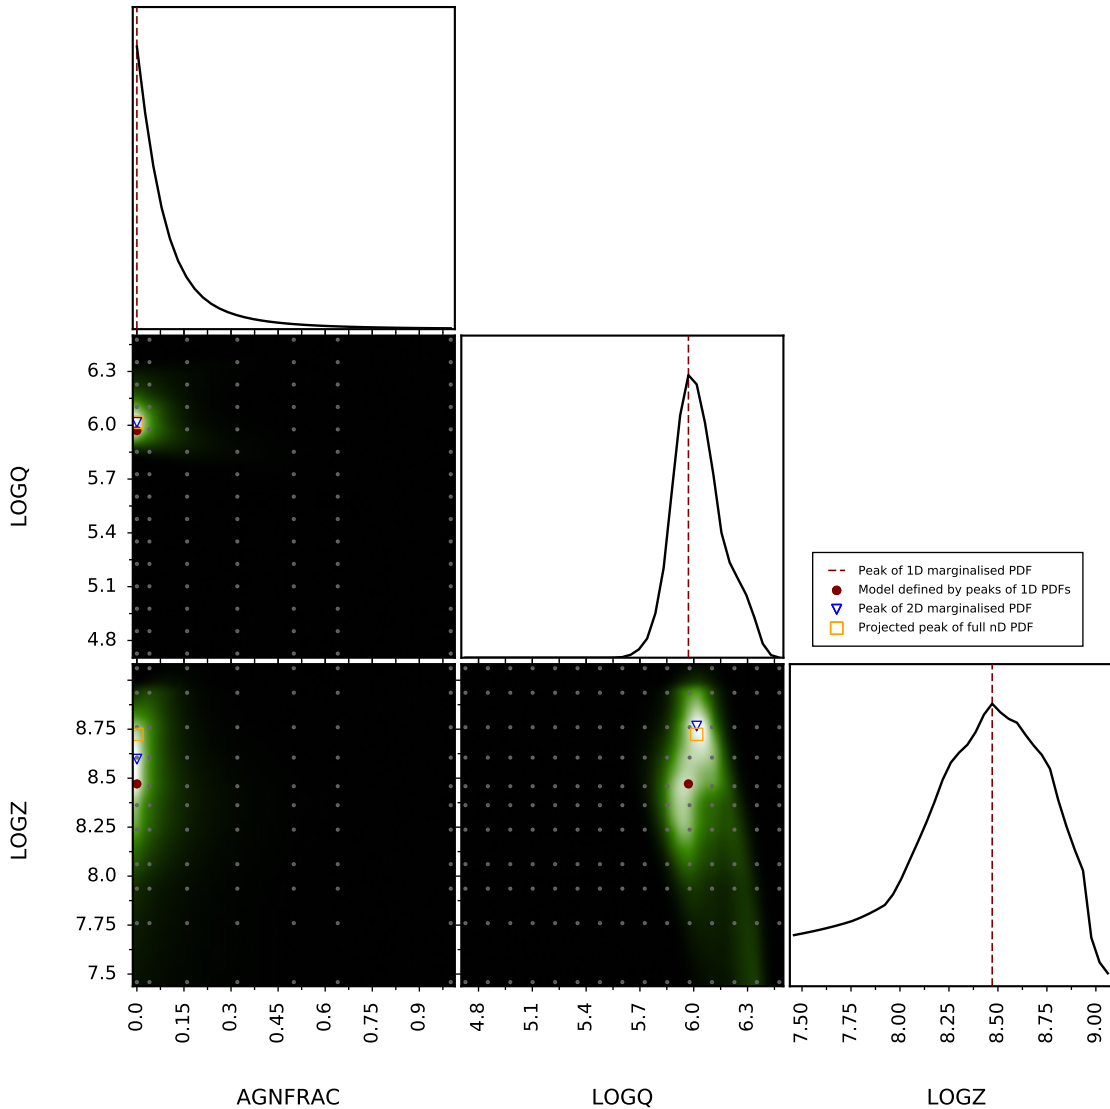 6.3
6.0
5.7
5.4
5.1
4.8
LOGQ
Peak of 1D marginalised PDF
Model defined by peaks of 1D PDFs
Peak of 2D marginalised PDF
Projected peak of full nD PDF
8.75
8.5
8.25
8.0
7.75
7.5
LOGZ
0.0 0.15 0.3 0.45 0.6 0.75 0.9
4.8 5.1 5.4 5.7 6.0 6.3
7.50 7.75 8.00 8.25 8.50 8.75 9.00
AGNFRAC
LOGQ
LOGZ